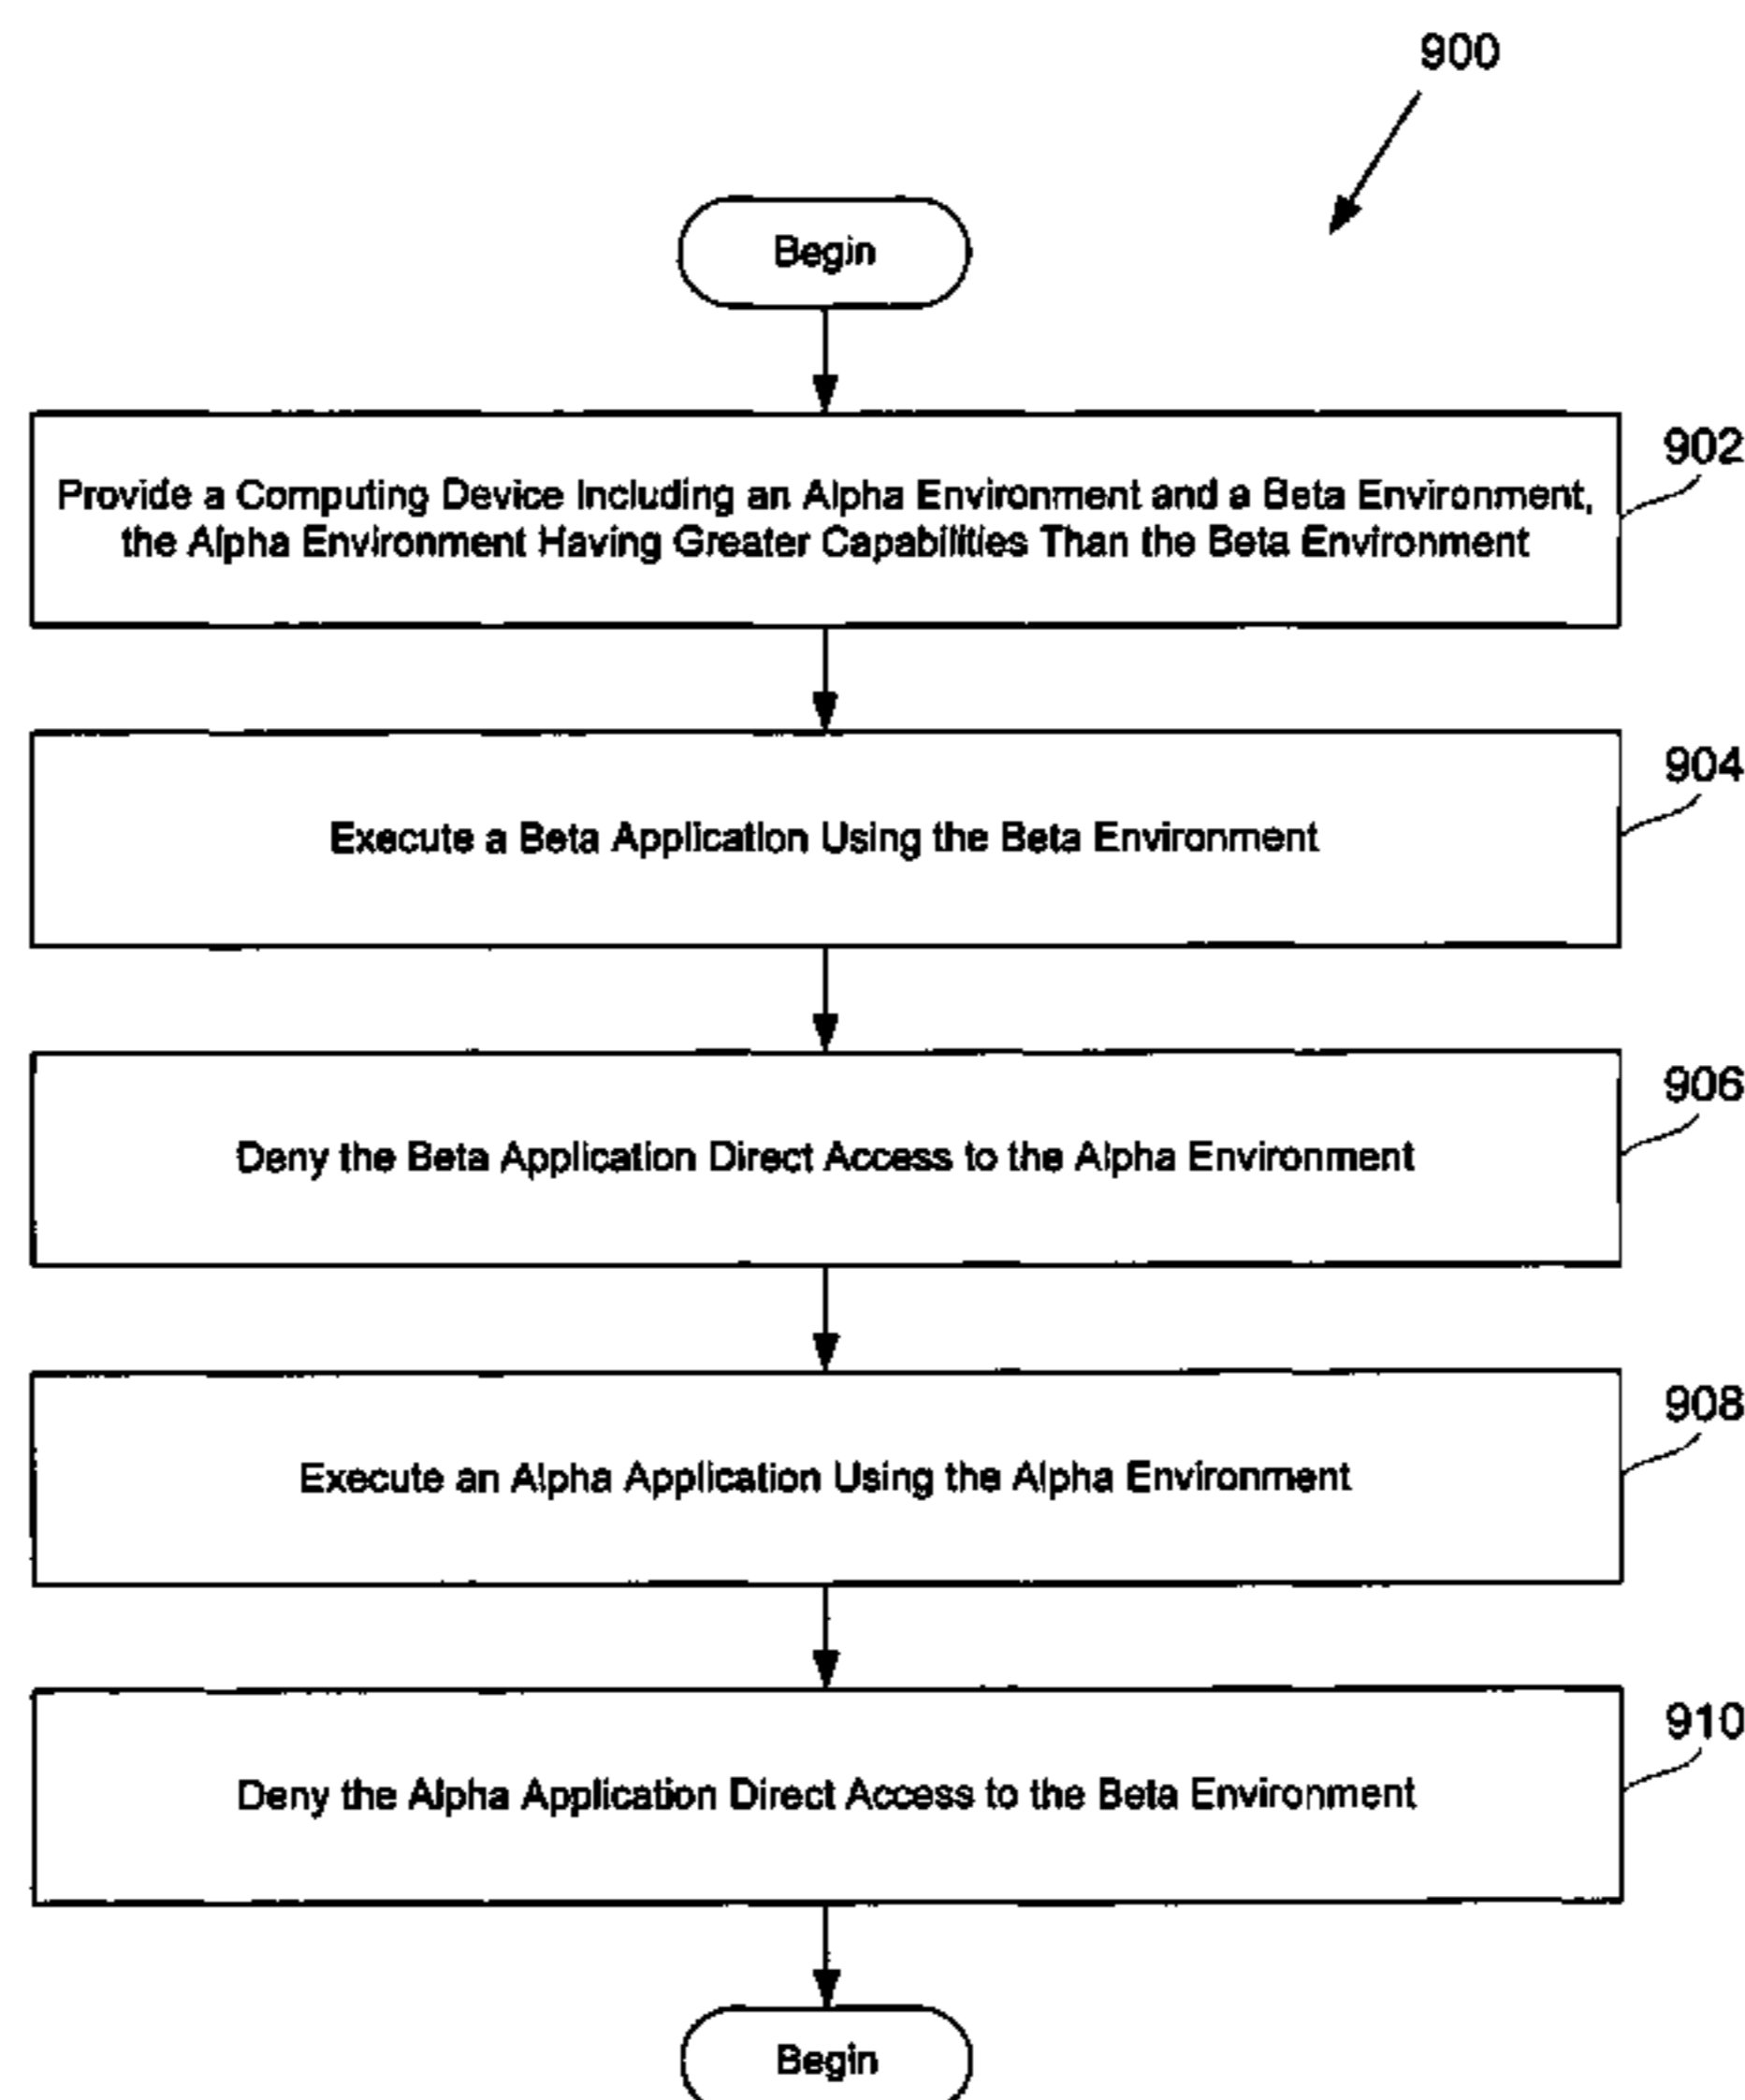 900
Begin
Provide a Computing Device Including an Alpha Environment and a Beta Environment,
the Alpha Environment Having Greater Capabilities Than the Beta Environment
902
Execute a Beta Application Using the Beta Environment
904
Deny the Beta Application Direct Access to the Alpha Environment
906
Execute an Alpha Application Using the Alpha Environment
908
Deny the Alpha Application Direct Access to the Beta Environment
910
Begin